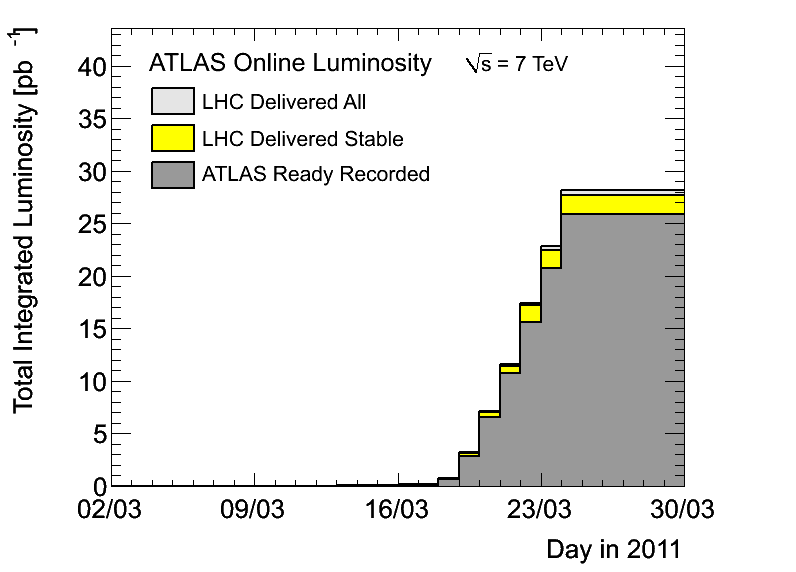 Total Integrated Luminosity [pb⁻¹]
ATLAS Online Luminosity √s = 7 TeV
LHC Delivered All
LHC Delivered Stable
ATLAS Ready Recorded
40
35
30
25
20
15
10
5
0
02/03 09/03 16/03 23/03 30/03
Day in 2011